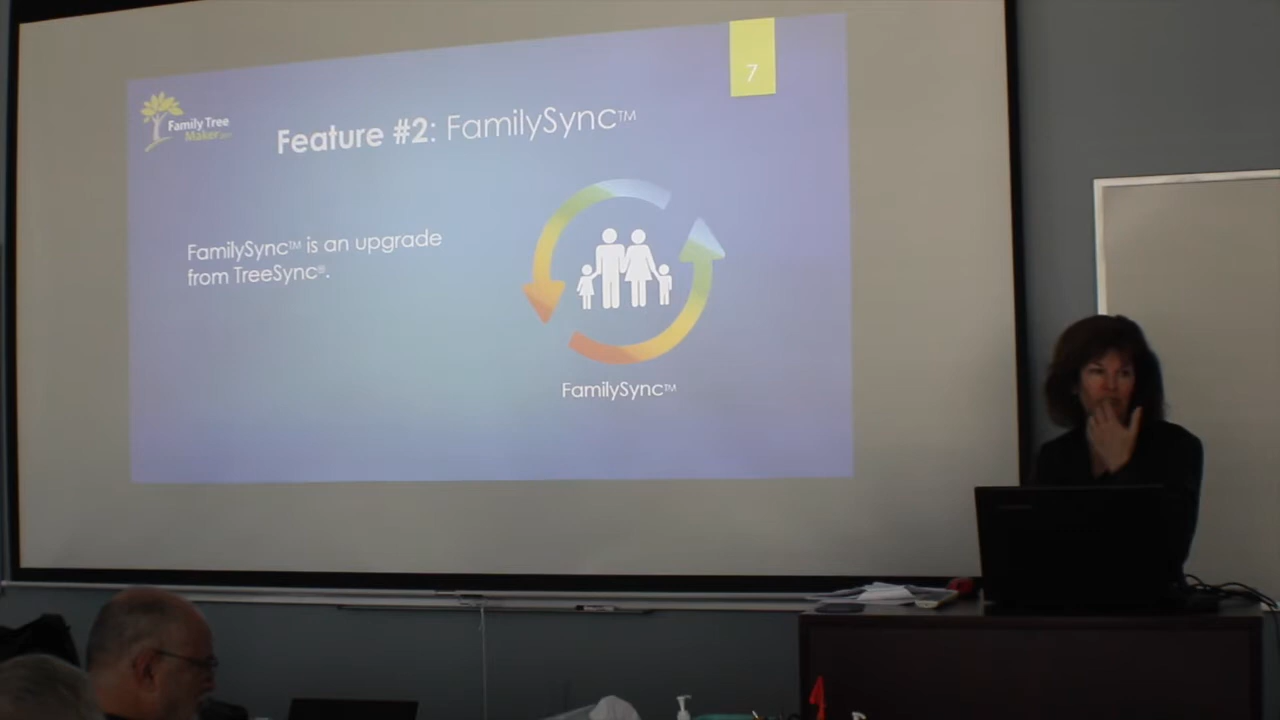 7
Family Tree
Maker
Feature #2: FamilySync™
FamilySync™ is an upgrade
from TreeSync®.
FamilySync™